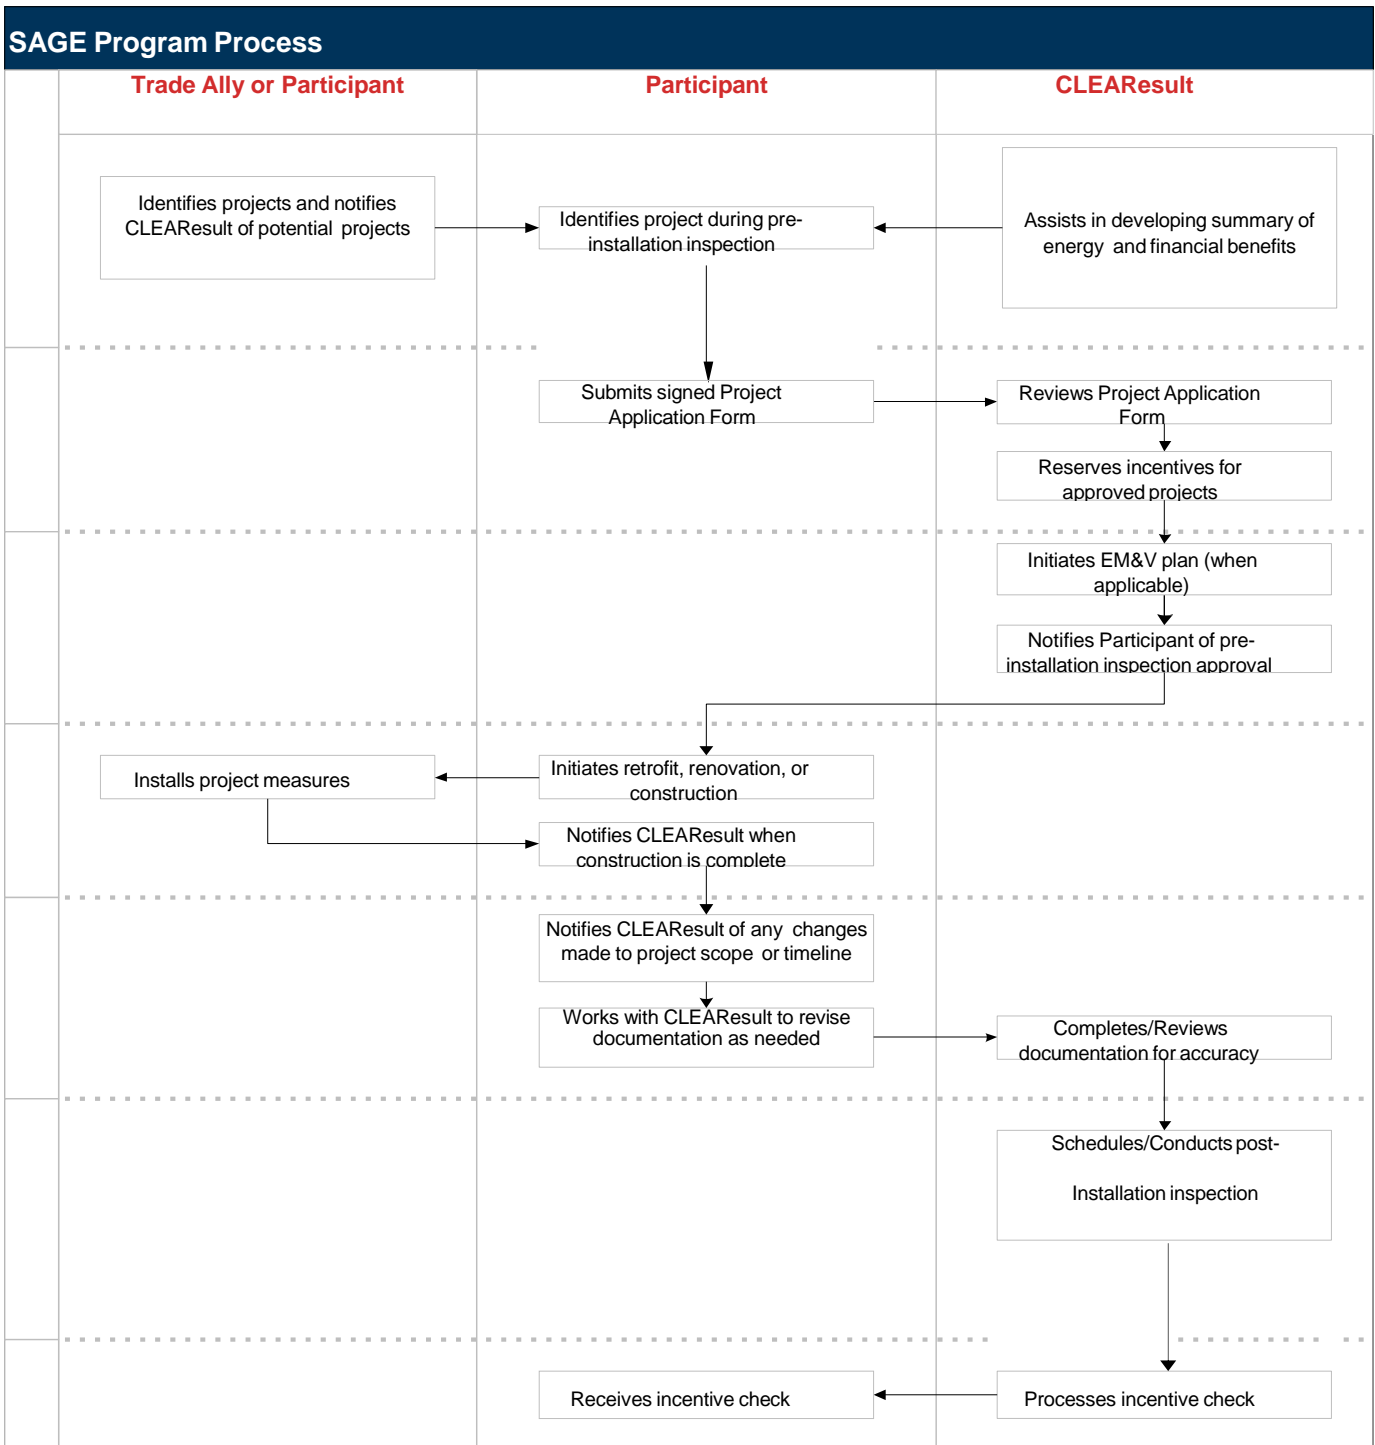 SAGE Program Process
Trade Ally or Participant
Participant
CLEAResult
Identifies projects and notifies
CLEAResult of potential projects
Identifies project during pre-
installation inspection
Assists in developing summary of
energy and financial benefits
Submits signed Project
Application Form
Reviews Project Application
Form
Reserves incentives for
approved projects
Initiates EM&V plan (when
applicable)
Notifies Participant of pre-
installation inspection approval
Installs project measures
Initiates retrofit, renovation, or
construction
Notifies CLEAResult when
construction is complete
Notifies CLEAResult of any changes
made to project scope or timeline
Works with CLEAResult to revise
documentation as needed
Completes/Reviews
documentation for accuracy
Schedules/Conducts post-
Installation inspection
Receives incentive check
Processes incentive check